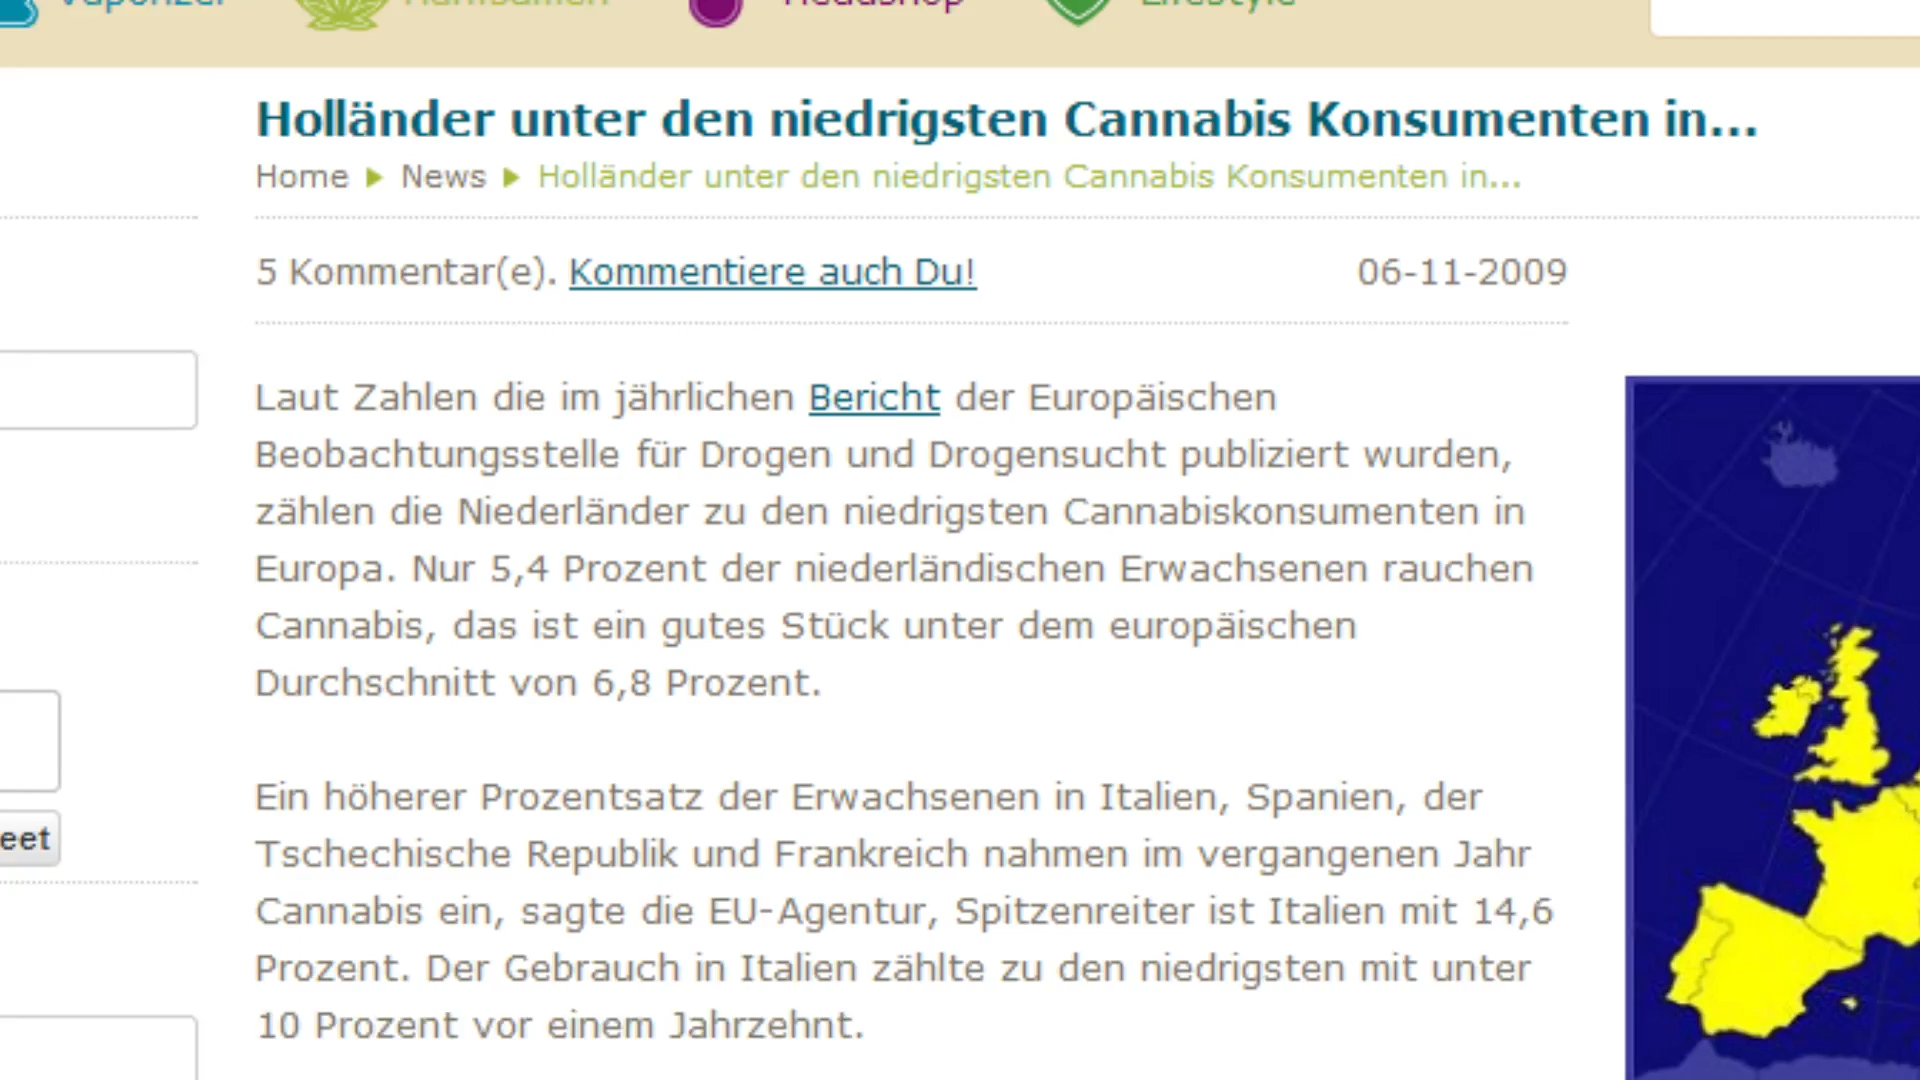 Vaporizer Hanfsamen Headshop Lifestyle
Holländer unter den niedrigsten Cannabis Konsumenten in...
Home News Holländer unter den niedrigsten Cannabis Konsumenten in...
5 Kommentar(e). Kommentiere auch Du! 06-11-2009
Laut Zahlen die im jährlichen Bericht der Europäischen
Beobachtungsstelle für Drogen und Drogensucht publiziert wurden,
zählen die Niederländer zu den niedrigsten Cannabiskonsumenten in
Europa. Nur 5,4 Prozent der niederländischen Erwachsenen rauchen
Cannabis, das ist ein gutes Stück unter dem europäischen
Durchschnitt von 6,8 Prozent.
Ein höherer Prozentsatz der Erwachsenen in Italien, Spanien, der
Tschechische Republik und Frankreich nahmen im vergangenen Jahr
eet
Cannabis ein, sagte die EU-Agentur, Spitzenreiter ist Italien mit 14,6
Prozent. Der Gebrauch in Italien zählte zu den niedrigsten mit unter
10 Prozent vor einem Jahrzehnt.